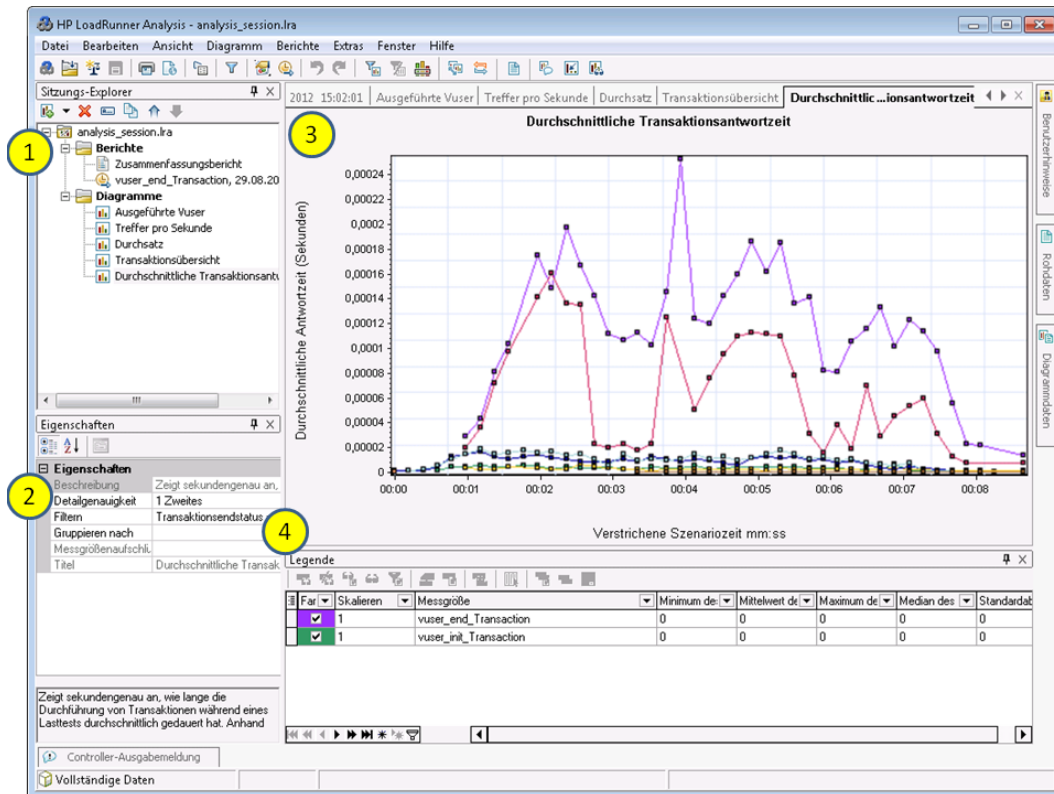 HP LoadRunner Analysis - analysis_session.lra
Datei Bearbeiten Ansicht Diagramm Berichte Extras Fenster Hilfe
Sitzungs-Explorer
analysis_session.lra
Berichte
Zusammenfassungsbericht
vuser_end_Transaction, 29.08.20
Diagramme
Ausgeführte Vuser
Treffer pro Sekunde
Durchsatz
Transaktionsübersicht
Durchschnittliche Transaktionsantw
1
Eigenschaften
Eigenschaften
Beschreibung Zeigt sekundengenau an,
Detailgenauigkeit 1 Zweites
Filtern Transaktionsendstatus
Gruppieren nach
Messgrößenaufschlü
Titel Durchschnittliche Transak
2
Zeigt sekundengenau an, wie lange die
Durchführung von Transaktionen während eines
Lasttests durchschnittlich gedauert hat. Anhand
2012 15:02:01 Ausgeführte Vuser Treffer pro Sekunde Durchsatz Transaktionsübersicht Durchschnittlic ...ionsantwortzeit
3
Durchschnittliche Transaktionsantwortzeit
Durchschnittliche Antwortzeit (Sekunden)
0,00024
0,00022
0,0002
0,00018
0,00016
0,00014
0,00012
0,0001
0,00008
0,00006
0,00004
0,00002
0
00:00 00:01 00:02 00:03 00:04 00:05 00:06 00:07 00:08
Verstrichene Szenariozeit mm:ss
4
Legende
Far Skalieren Messgröße Minimum de Mittelwert de Maximum de Median des Standardab
1 vuser_end_Transaction 0 0 0 0 0
1 vuser_init_Transaction 0 0 0 0 0
Benutzerhinweise
Rohdaten
Diagrammdaten
Controller-Ausgabemeldung
Vollständige Daten